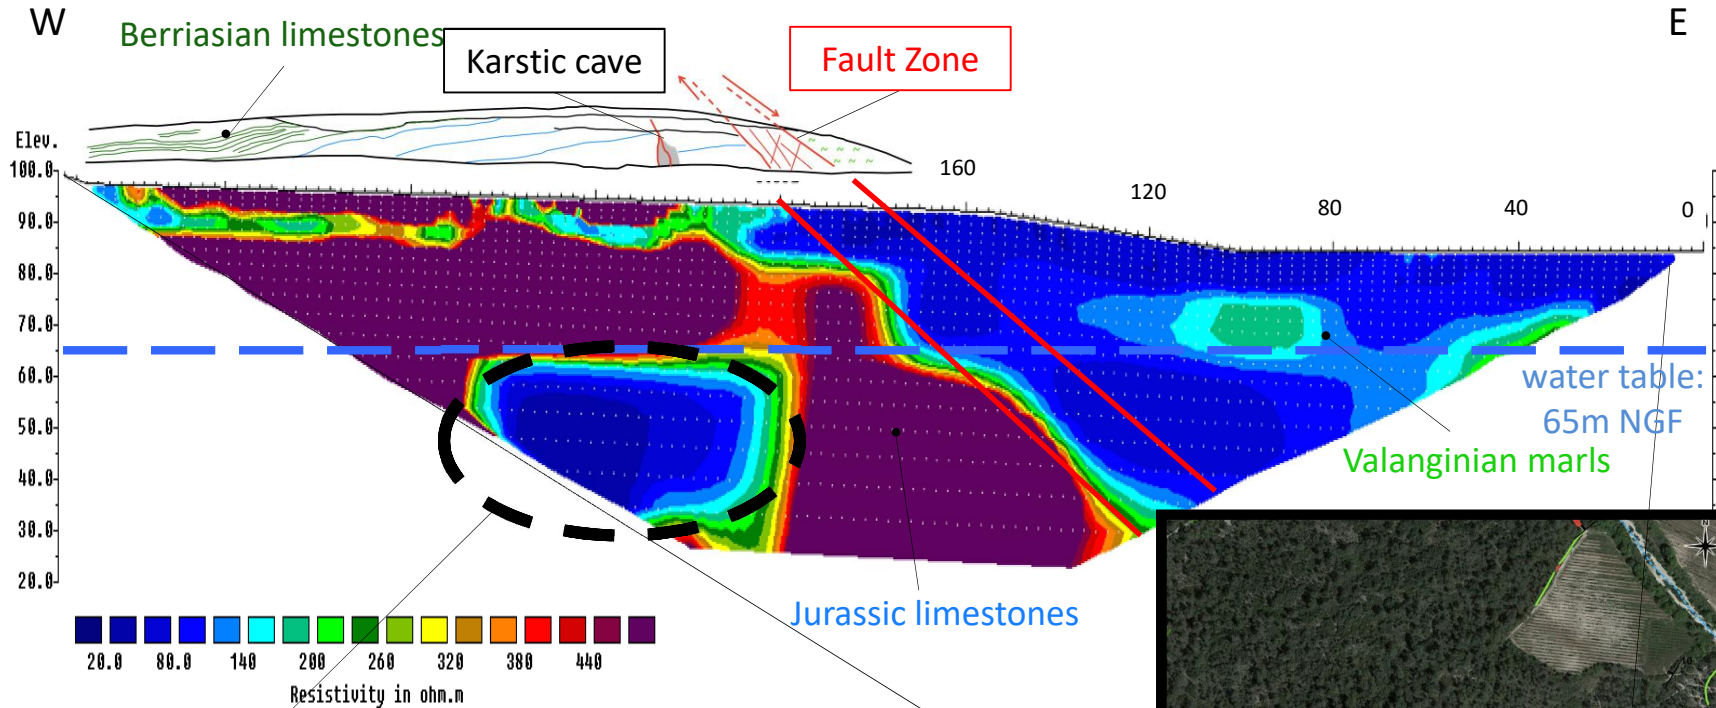 W
E
Berriasian limestones
Karstic cave
Fault Zone
Elev.
100.0
90.0
80.0
70.0
60.0
50.0
40.0
30.0
20.0
160
120
80
40
0
water table:
65m NGF
Valanginian marls
Jurassic limestones
20.0 80.0 140 200 260 320 380 440
Resistivity in ohm.m